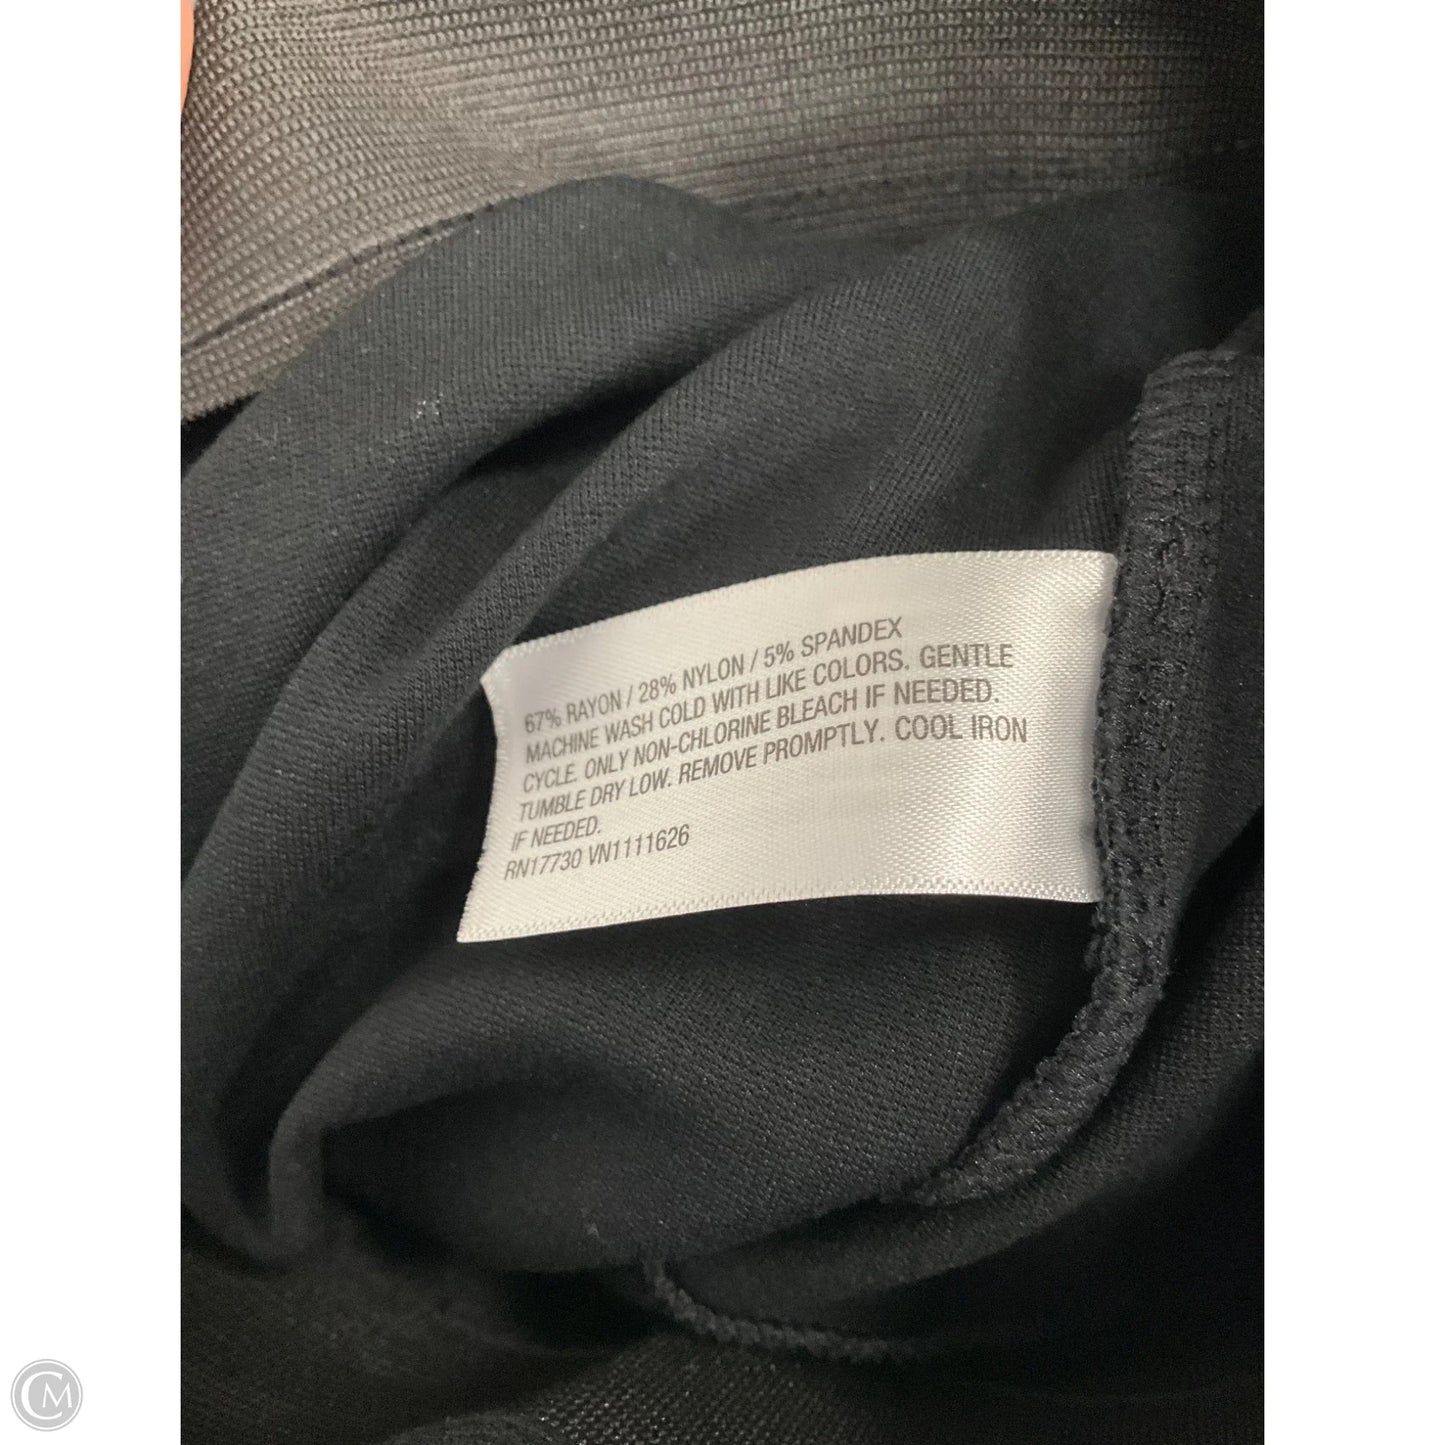 67% RAYON / 28% NYLON / 5% SPANDEX
MACHINE WASH COLD WITH LIKE COLORS. GENTLE
CYCLE. ONLY NON-CHLORINE BLEACH IF NEEDED.
TUMBLE DRY LOW. REMOVE PROMPTLY. COOL IRON
IF NEEDED.
RN17730 VN1111626
CM